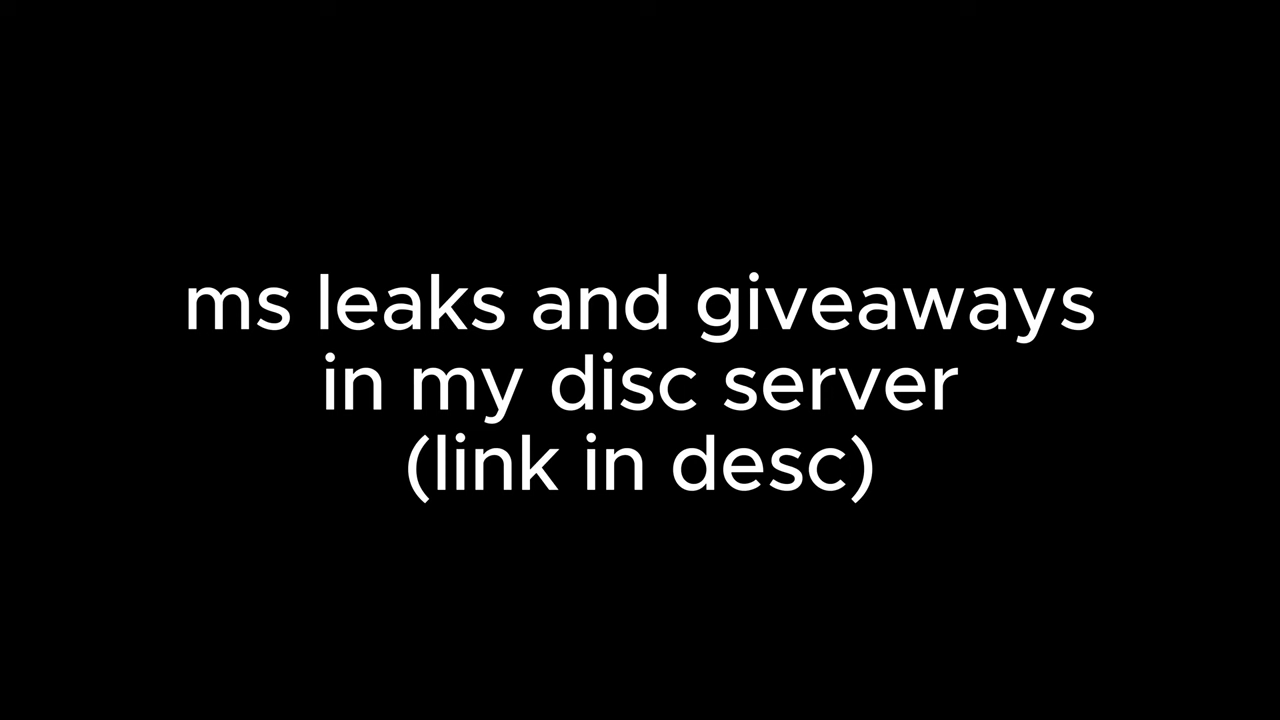 ms leaks and giveaways
in my disc server
(link in desc)